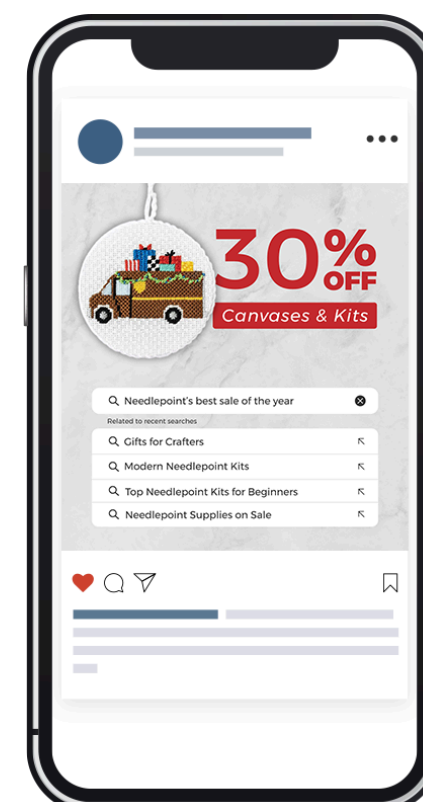 30%
OFF
Canvases & Kits
Needlepoint's best sale of the year
Related to recent searches
Gifts for Crafters
Modern Needlepoint Kits
Top Needlepoint Kits for Beginners
Needlepoint Supplies on Sale